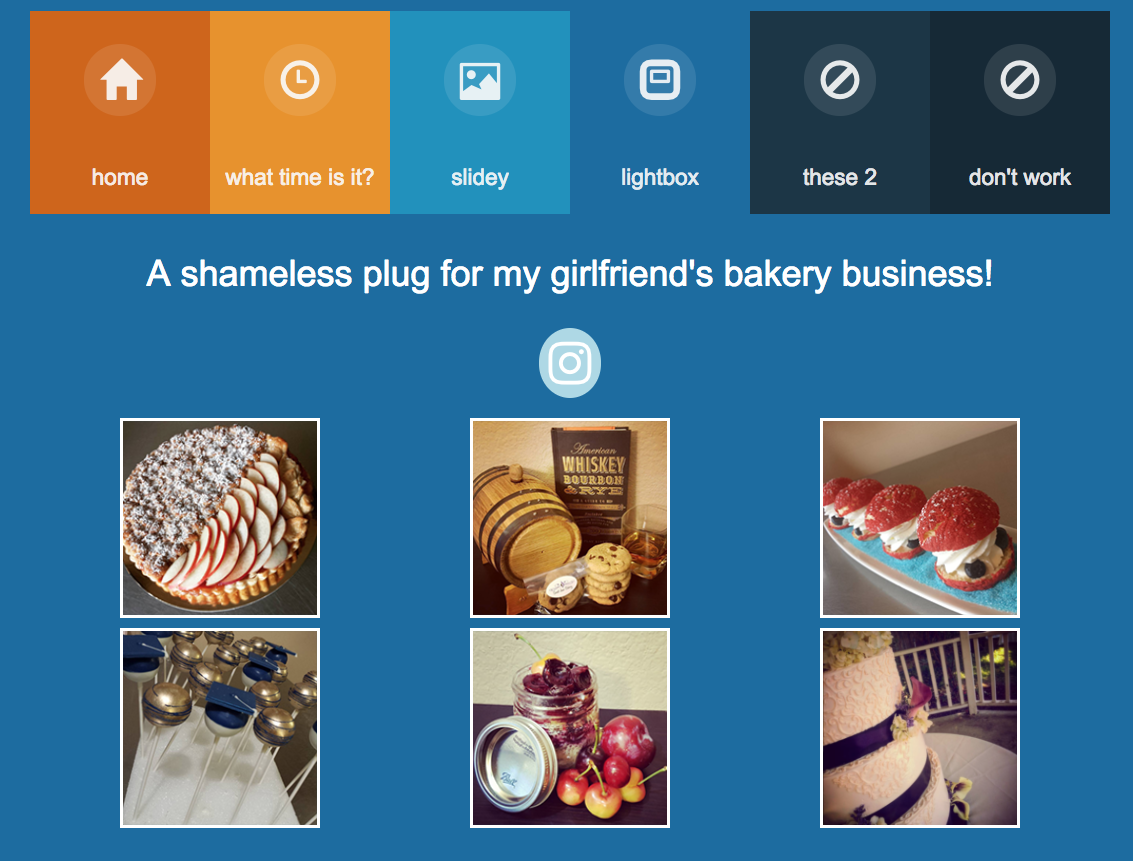 home
what time is it?
slidey
lightbox
these 2
don't work
A shameless plug for my girlfriend's bakery business!
American
WHISKEY
BOURBON
& RYE
Ball